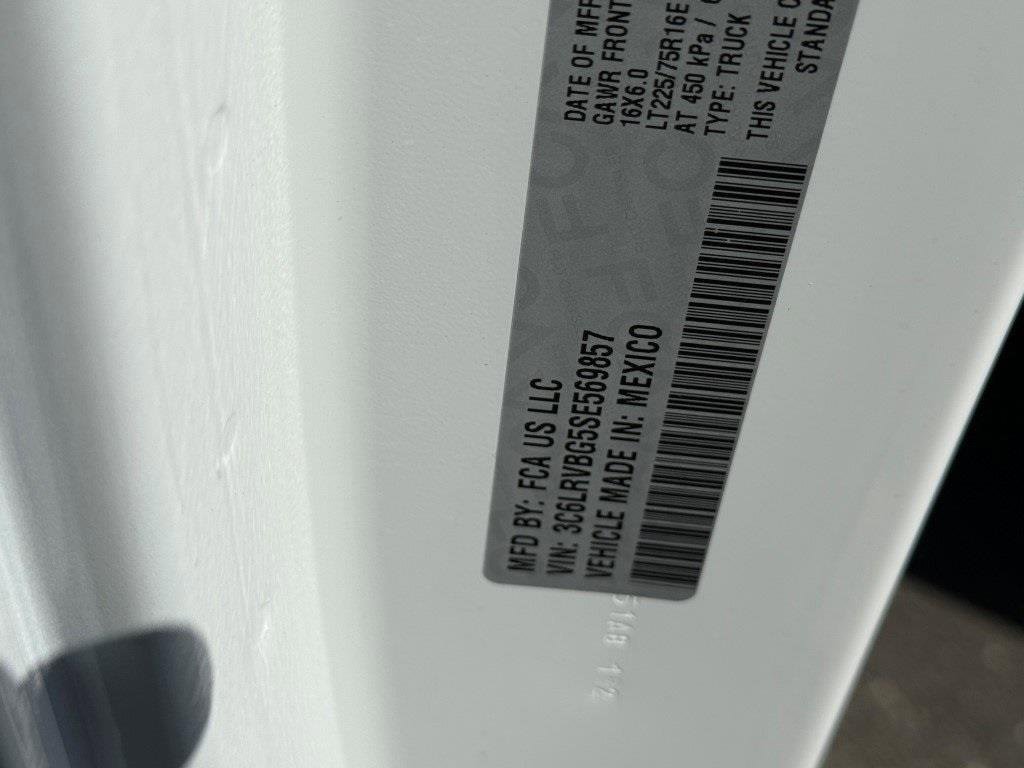 MFD BY: FCA US LLC
VIN: 3C6LRVBG5SE569857
VEHICLE MADE IN: MEXICO
DATE OF MFR
GAWR FRONT
16X6.0
LT225/75R16E
AT 450 kPa /
TYPE: TRUCK
THIS VEHICLE
STANDA